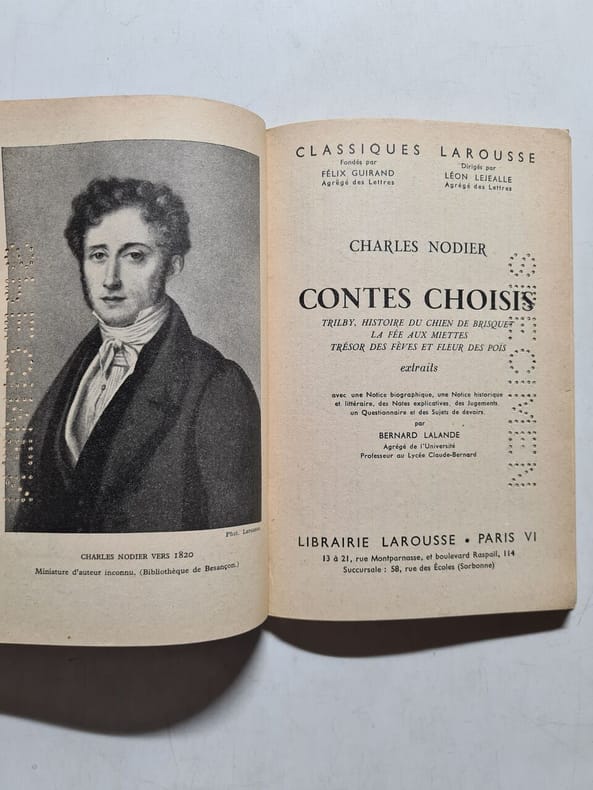 Phot. Larousse.
CHARLES NODIER VERS 1820
Miniature d'auteur inconnu. (Bibliothèque de Besançon.)
CLASSIQUES LAROUSSE
Fondés par
FÉLIX GUIRAND
Agrégé des Lettres
Dirigés par
LÉON LEJEALLE
Agrégé des Lettres
CHARLES NODIER
CONTES CHOISIS
TRILBY, HISTOIRE DU CHIEN DE BRISQUET
LA FÉE AUX MIETTES
TRÉSOR DES FÈVES ET FLEUR DES POIS
extraits
avec une Notice biographique, une Notice historique
et littéraire, des Notes explicatives, des Jugements,
un Questionnaire et des Sujets de devoirs,
par
BERNARD LALANDE
Agrégé de l'Université
Professeur au Lycée Claude-Bernard
LIBRAIRIE LAROUSSE • PARIS VI
13 à 21, rue Montparnasse, et boulevard Raspail, 114
Succursale : 58, rue des Écoles (Sorbonne)